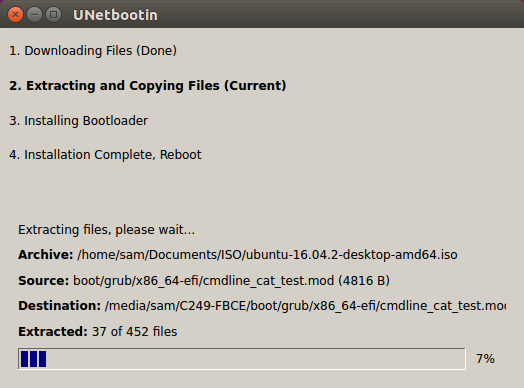 UNetbootin
1. Downloading Files (Done)
2. Extracting and Copying Files (Current)
3. Installing Bootloader
4. Installation Complete, Reboot
Extracting files, please wait...
Archive: /home/sam/Documents/ISO/ubuntu-16.04.2-desktop-amd64.iso
Source: boot/grub/x86_64-efi/cmdline_cat_test.mod (4816 B)
Destination: /media/sam/C249-FBCE/boot/grub/x86_64-efi/cmdline_cat_test.mod
Extracted: 37 of 452 files
7%